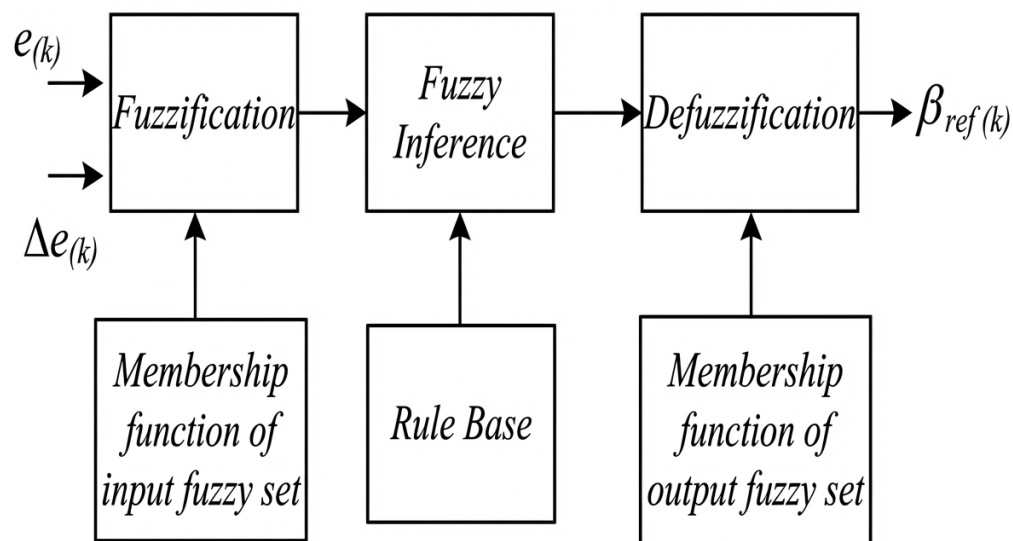 e(k)
Δe(k)
Fuzzification
Fuzzy
Inference
Defuzzification
βref (k)
Membership
function of
input fuzzy set
Rule Base
Membership
function of
output fuzzy set